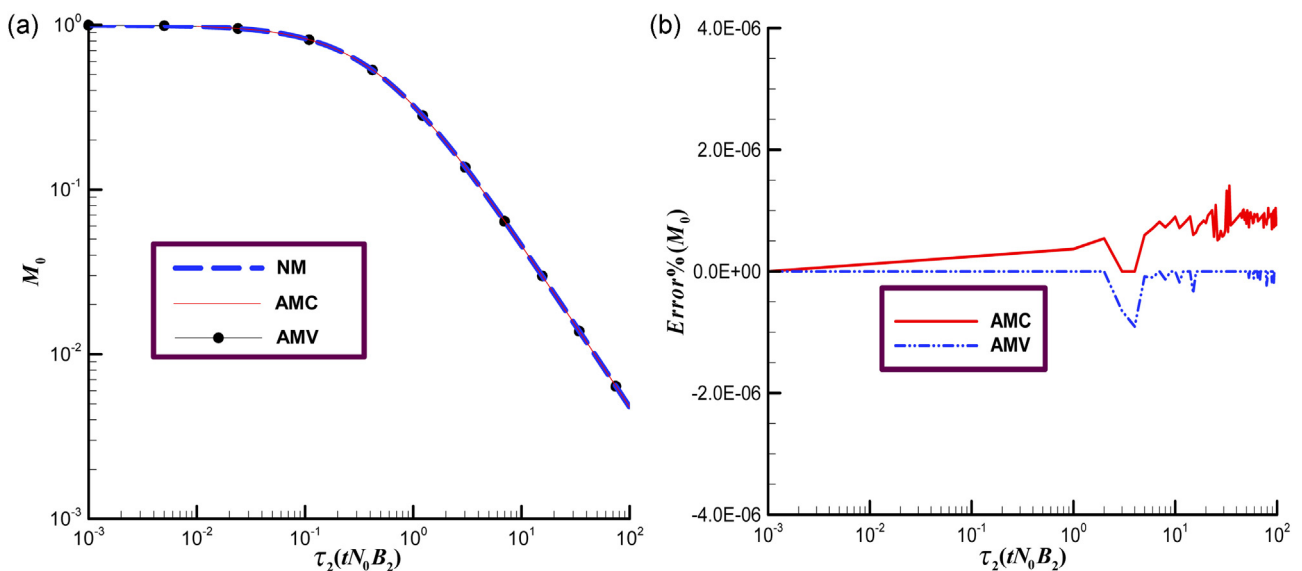 (a)
10⁰
10⁻¹
10⁻²
10⁻³
M₀
NM
AMC
AMV
10⁻³ 10⁻² 10⁻¹ 10⁰ 10¹ 10²
τ₂(tN₀B₂)
(b)
4.0E-06
2.0E-06
0.0E+00
-2.0E-06
-4.0E-06
Error% (M₀)
AMC
AMV
10⁻³ 10⁻² 10⁻¹ 10⁰ 10¹ 10²
τ₂(tN₀B₂)